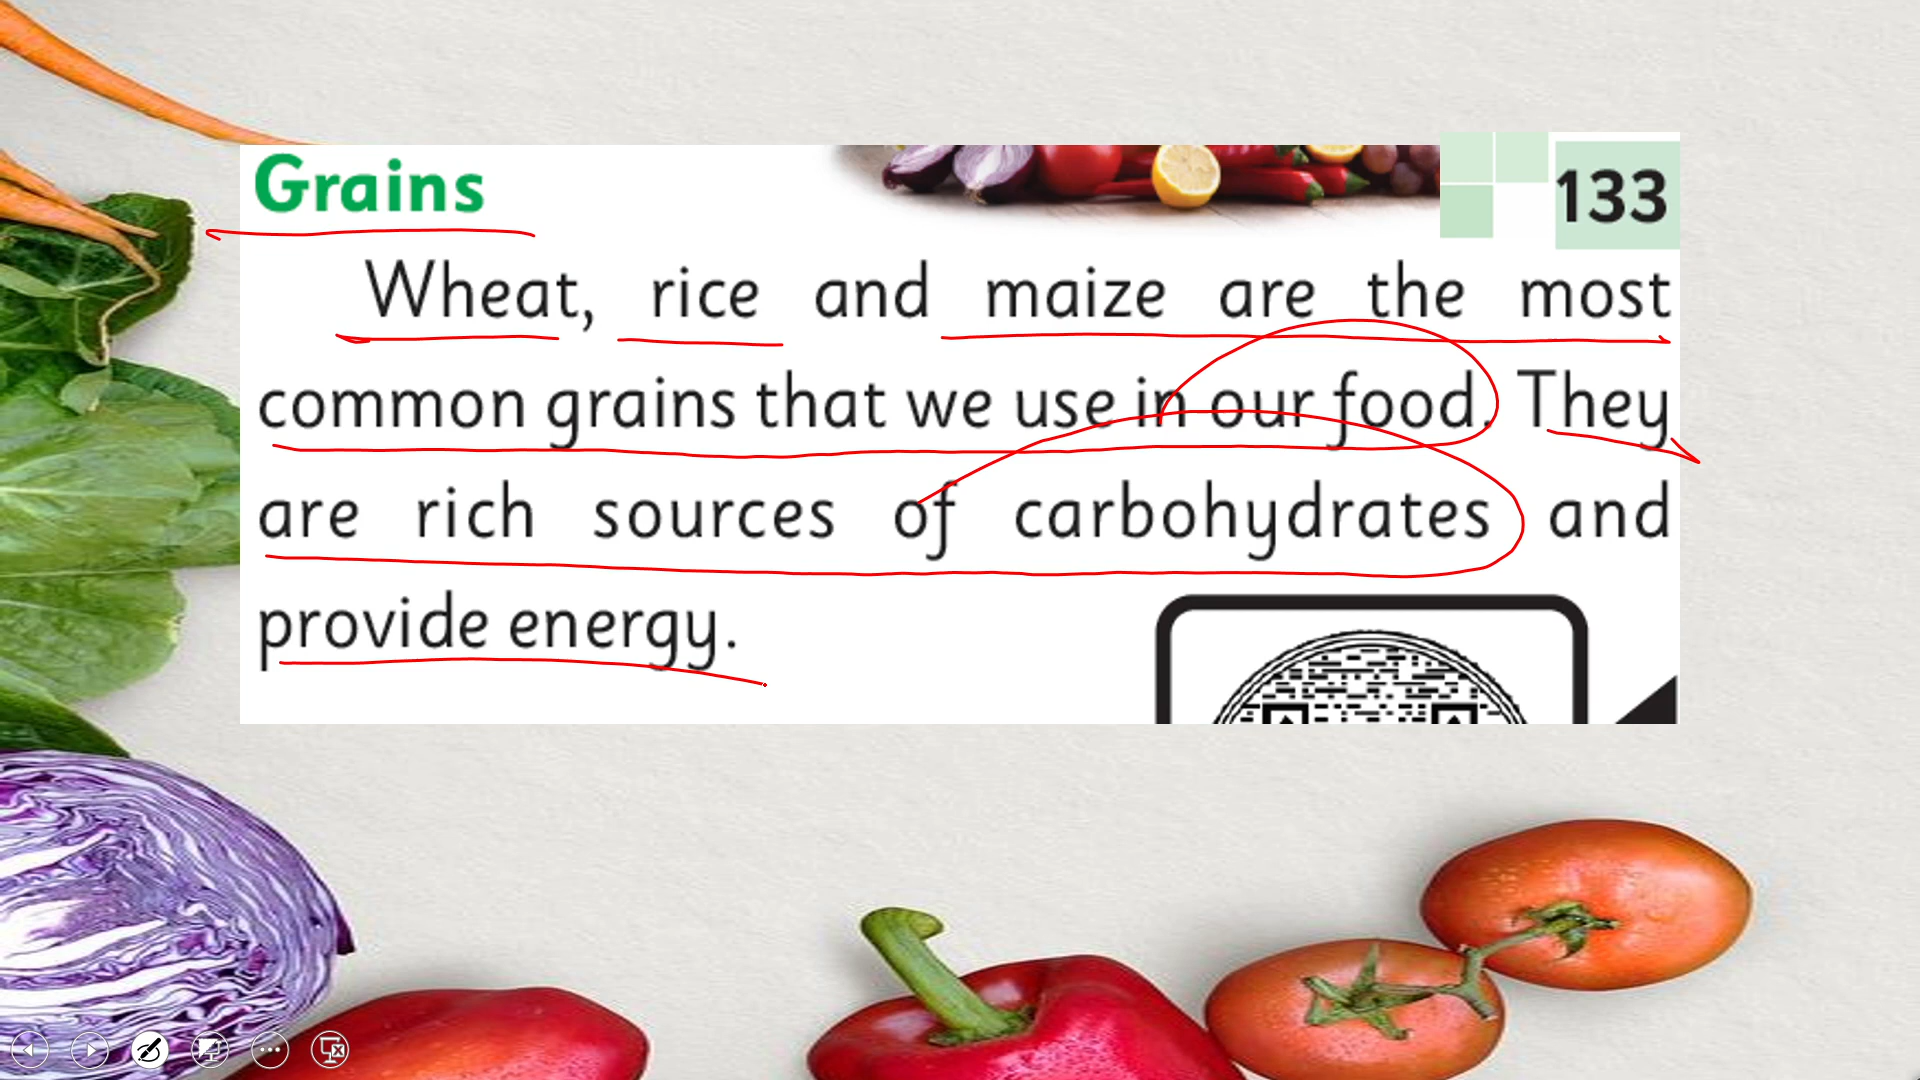 Grains
133
Wheat, rice and maize are the most
common grains that we use in our food. They
are rich sources of carbohydrates and
provide energy.